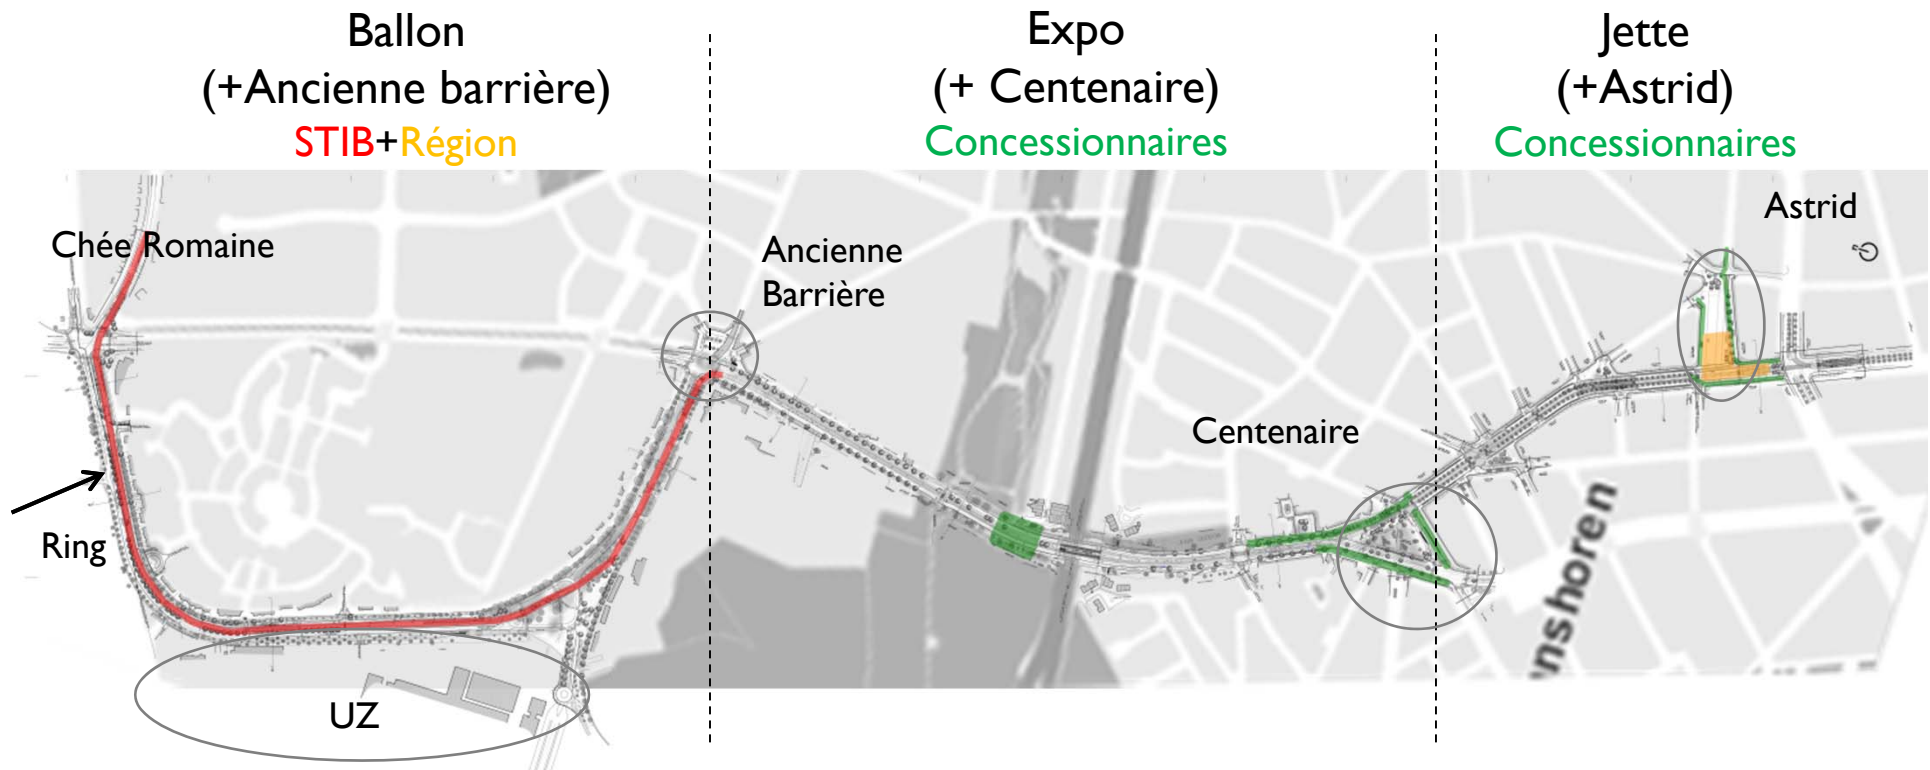 Ballon
(+Ancienne barrière)
STIB+Région
Expo
(+ Centenaire)
Concessionnaires
Jette
(+Astrid)
Concessionnaires
Astrid
Chée Romaine
Ancienne
Barrière
Centenaire
Ring
nshoren
UZ